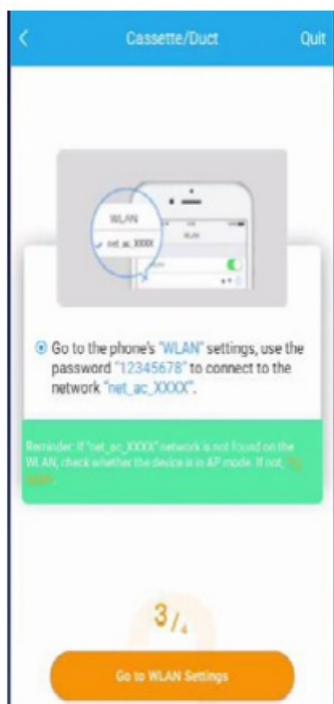 Cassette/Duct Quit
WLAN
net_ac_XXXX
WLAN
Go to the phone's "WLAN" settings, use the
password "12345678" to connect to the
network "net_ac_XXXX".
Reminder: If "net_ac_XXXX" network is not found on the
WLAN, check whether the device is in AP mode. If not,
3/4
Go to WLAN Settings